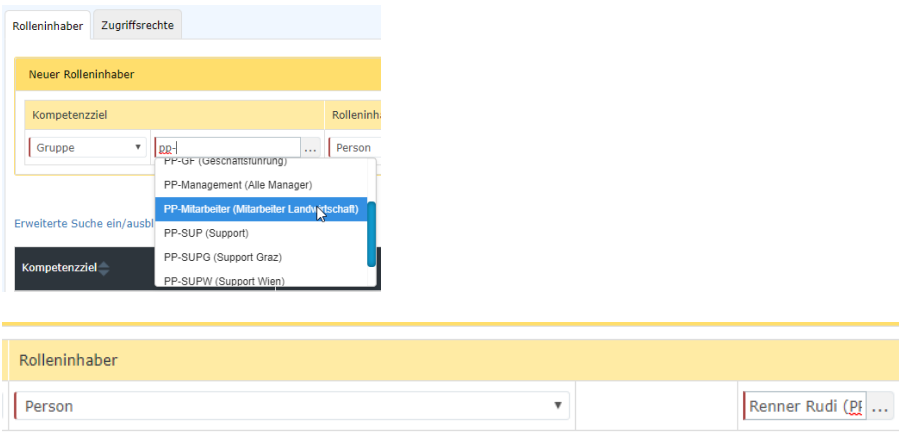 Rolleninhaber Zugriffsrechte
Neuer Rolleninhaber
Kompetenzziel Rolleninh
Gruppe pp- ... Person
PP-GF (Geschäftsführung)
PP-Management (Alle Manager)
PP-Mitarbeiter (Mitarbeiter Landwirtschaft)
Erweiterte Suche ein/ausbl
PP-SUP (Support)
PP-SUPG (Support Graz)
Kompetenzziel
PP-SUPW (Support Wien)
Rolleninhaber
Person Renner Rudi (PF ...